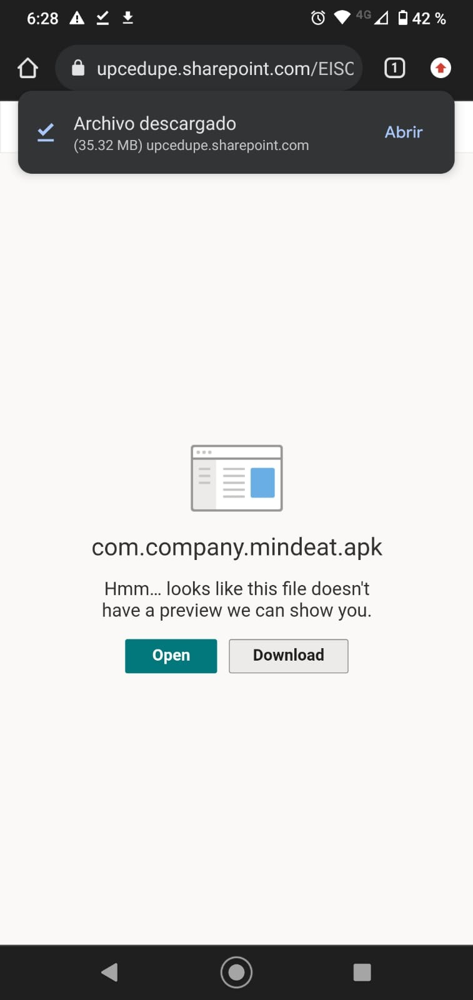 6:28 4G 42 %
upcedupe.sharepoint.com/EISC 1
Archivo descargado
(35.32 MB) upcedupe.sharepoint.com
Abrir
com.company.mindeat.apk
Hmm... looks like this file doesn't
have a preview we can show you.
Open Download